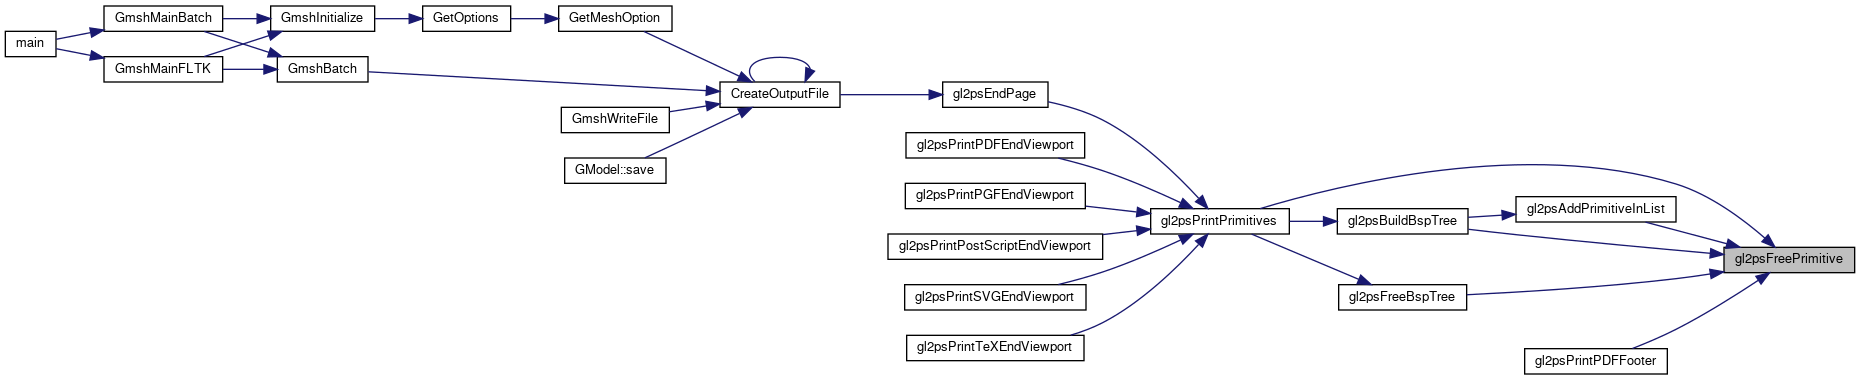 main
GmshMainBatch
GmshMainFLTK
GmshInitialize
GmshBatch
GetOptions
GetMeshOption
GmshWriteFile
GModel::save
CreateOutputFile
gl2psEndPage
gl2psPrintPDFEndViewport
gl2psPrintPGFEndViewport
gl2psPrintPostScriptEndViewport
gl2psPrintSVGEndViewport
gl2psPrintTeXEndViewport
gl2psPrintPrimitives
gl2psBuildBspTree
gl2psFreeBspTree
gl2psAddPrimitiveInList
gl2psPrintPDFFooter
gl2psFreePrimitive